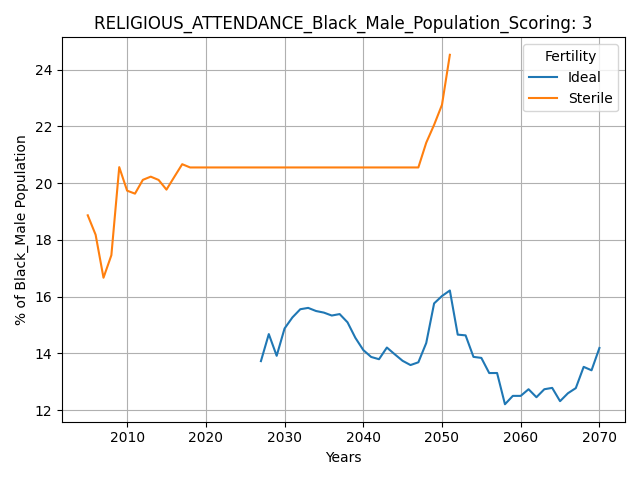 RELIGIOUS_ATTENDANCE_Black_Male_Population_Scoring: 3
Fertility
Ideal
Sterile
% of Black_Male Population
24
22
20
18
16
14
12
2010 2020 2030 2040 2050 2060 2070
Years